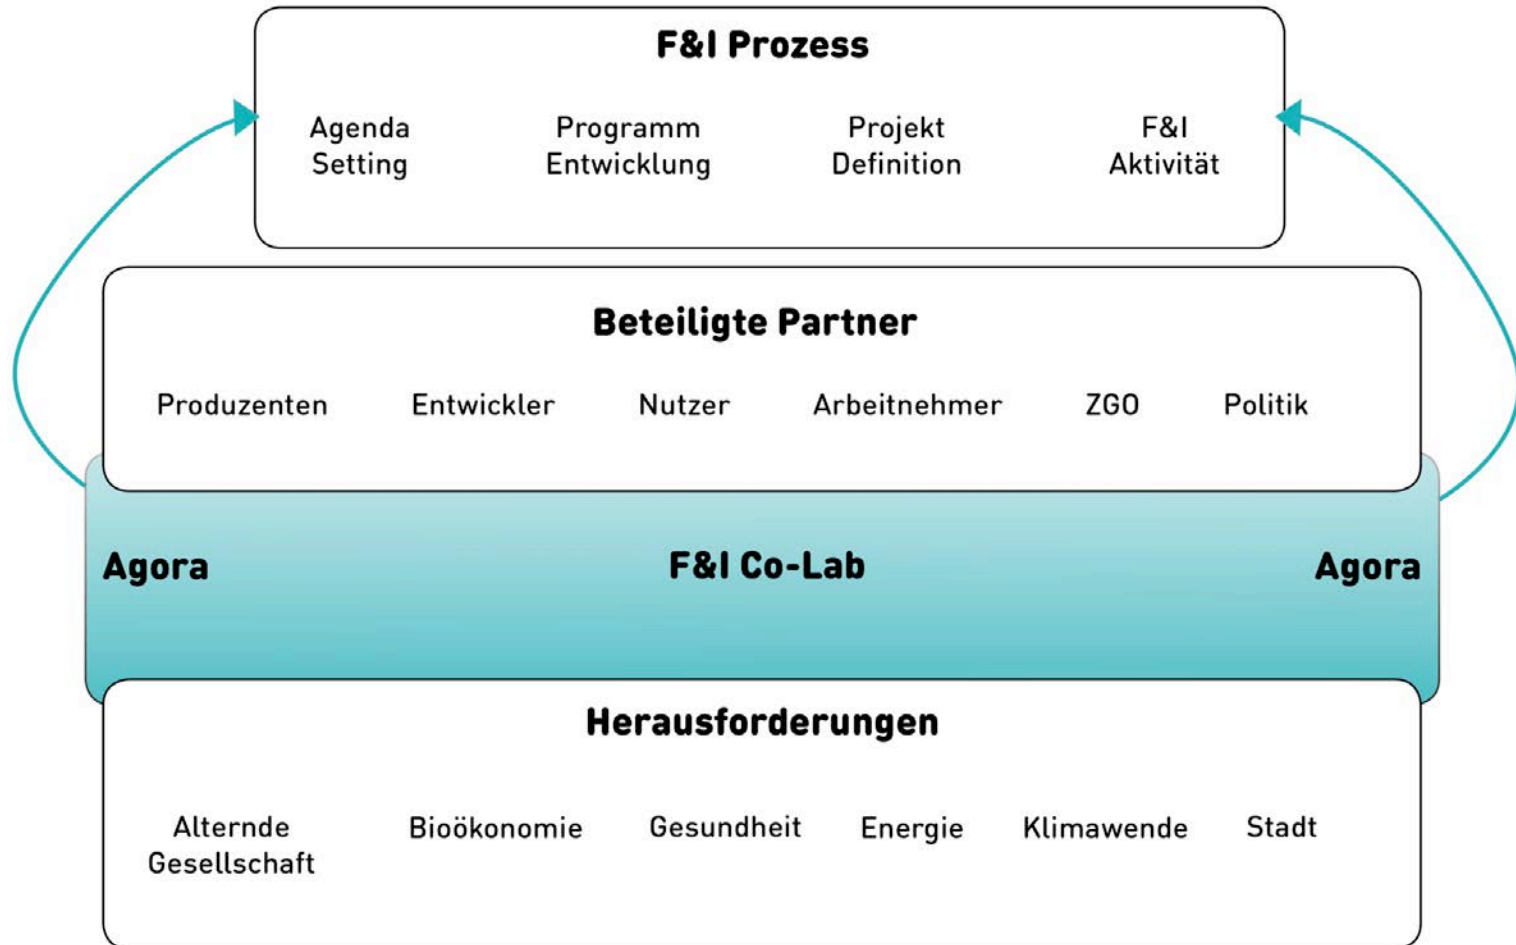 F&I Prozess
Agenda Programm Projekt F&I
Setting Entwicklung Definition Aktivität
Beteiligte Partner
Produzenten Entwickler Nutzer Arbeitnehmer ZGO Politik
Agora F&I Co-Lab Agora
Herausforderungen
Alternde Bioökonomie Gesundheit Energie Klimawende Stadt
Gesellschaft